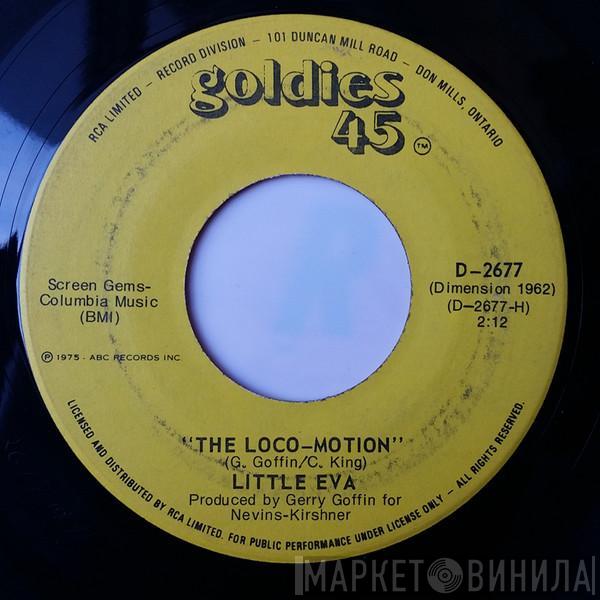 RCA LIMITED – RECORD DIVISION – 101 DUNCAN MILL ROAD – DON MILLS, ONTARIO
goldies
45 TM
D-2677
(Dimension 1962)
(D-2677-H)
2:12
Screen Gems-
Columbia Music
(BMI)
Ⓟ 1975 - ABC RECORDS INC
"THE LOCO-MOTION"
(G. Goffin/C. King)
LITTLE EVA
Produced by Gerry Goffin for
Nevins-Kirshner
LICENSED AND DISTRIBUTED BY RCA LIMITED. FOR PUBLIC PERFORMANCE UNDER LICENSE ONLY – ALL RIGHTS RESERVED.
МАРКЕТ ВИНИЛА